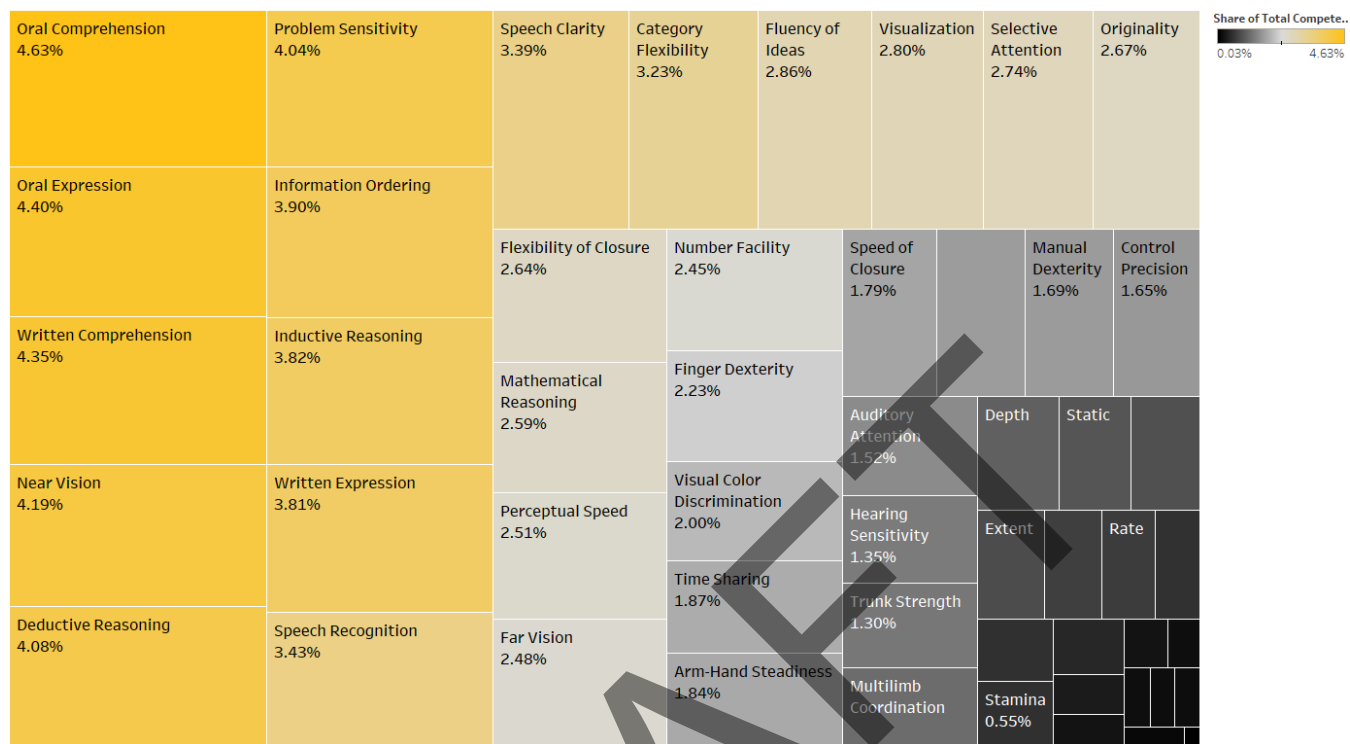 Oral Comprehension
4.63%
Oral Expression
4.40%
Written Comprehension
4.35%
Near Vision
4.19%
Deductive Reasoning
4.08%
Problem Sensitivity
4.04%
Information Ordering
3.90%
Inductive Reasoning
3.82%
Written Expression
3.81%
Speech Recognition
3.43%
Speech Clarity
3.39%
Category
Flexibility
3.23%
Fluency of
Ideas
2.86%
Visualization
2.80%
Selective
Attention
2.74%
Originality
2.67%
Flexibility of Closure
2.64%
Mathematical
Reasoning
2.59%
Perceptual Speed
2.51%
Far Vision
2.48%
Number Facility
2.45%
Finger Dexterity
2.23%
Visual Color
Discrimination
2.00%
Time Sharing
1.87%
Arm-Hand Steadiness
1.84%
Speed of
Closure
1.79%
Manual
Dexterity
1.69%
Control
Precision
1.65%
Auditory
Attention
1.52%
Hearing
Sensitivity
1.35%
Trunk Strength
1.30%
Multilimb
Coordination
Depth
Static
Extent
Rate
Stamina
0.55%
Share of Total Compete..
0.03% 4.63%